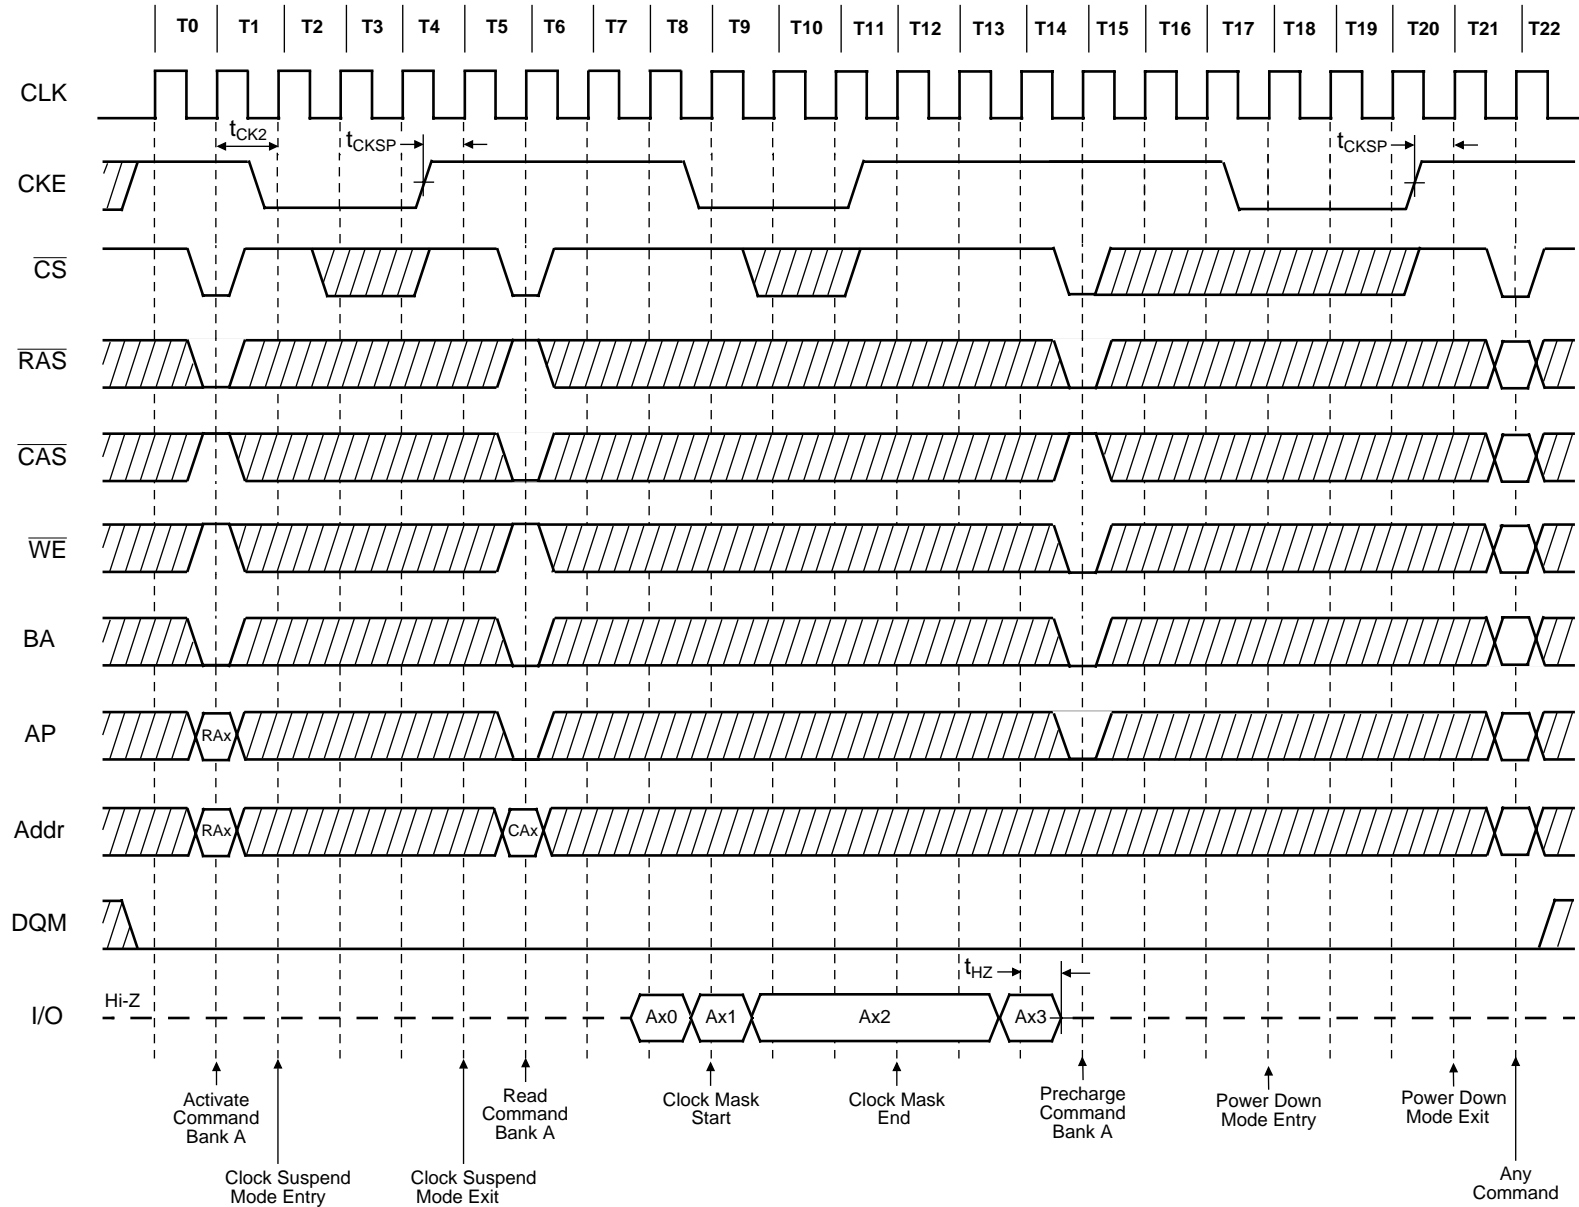 T0 T1 T2 T3 T4 T5 T6 T7 T8 T9 T10 T11 T12 T13 T14 T15 T16 T17 T18 T19 T20 T21 T22
CLK
tCK2 tCKSP tCKSP
CKE
CS
RAS
CAS
WE
BA
AP RAx
Addr RAx CAx
DQM
tHZ
Hi-Z
I/O Ax0 Ax1 Ax2 Ax3
Activate
Command
Bank A
Read
Command
Bank A
Clock Mask
Start
Clock Mask
End
Precharge
Command
Bank A
Power Down
Mode Entry
Power Down
Mode Exit
Clock Suspend
Mode Entry
Clock Suspend
Mode Exit
Any
Command